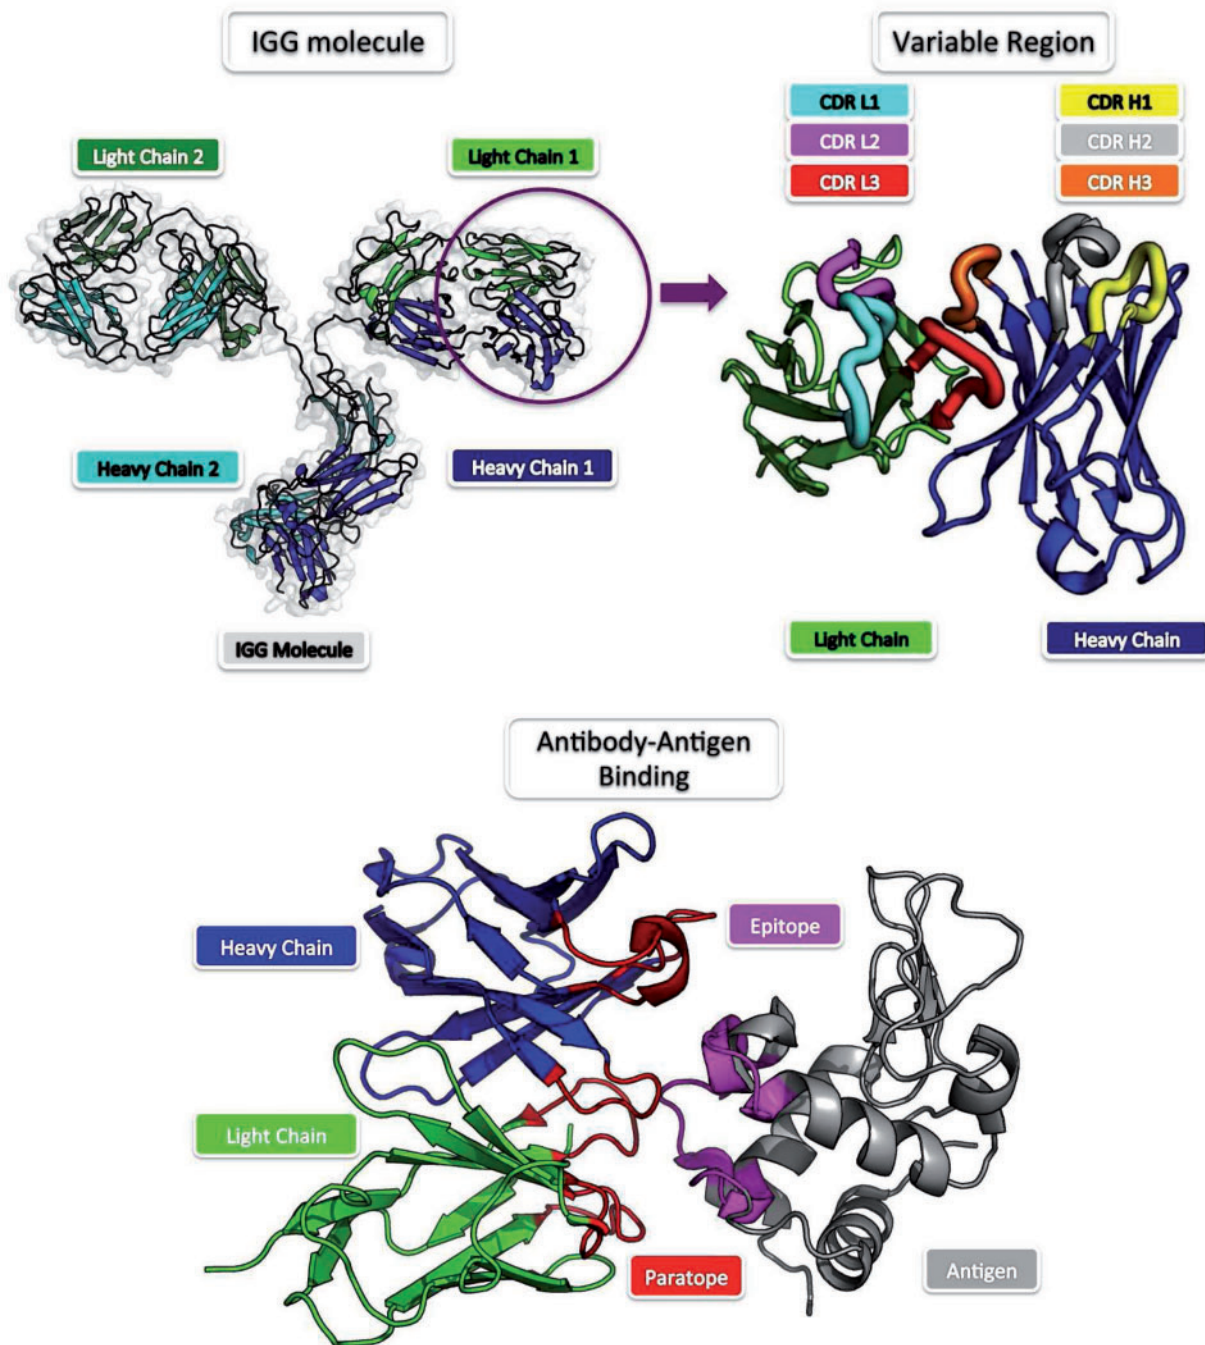 IGG molecule
Variable Region
CDR L1
CDR H1
CDR L2
CDR H2
CDR L3
CDR H3
Light Chain 2
Light Chain 1
Heavy Chain 2
Heavy Chain 1
IGG Molecule
Light Chain
Heavy Chain
Antibody-Antigen
Binding
Heavy Chain
Epitope
Light Chain
Paratope
Antigen